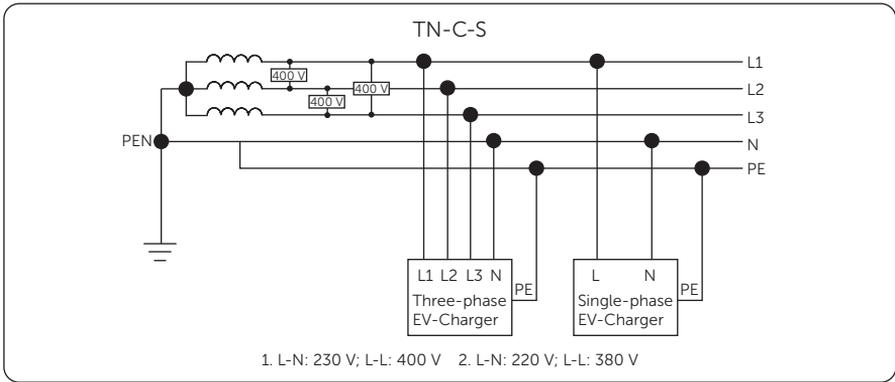 TN-C-S
L1
400 V
L2
400 V
400 V
L3
PEN
N
PE
L1 L2 L3 N
L N
PE
PE
Three-phase
EV-Charger
Single-phase
EV-Charger
1. L-N: 230 V; L-L: 400 V 2. L-N: 220 V; L-L: 380 V